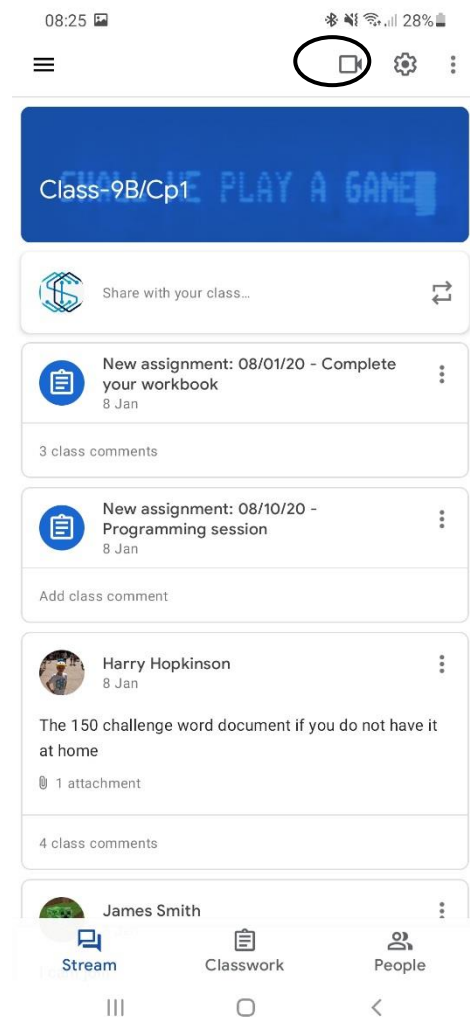 08:25 28%
SHALL WE PLAY A GAME
Class-9B/Cp1
Share with your class...
New assignment: 08/01/20 - Complete
your workbook
8 Jan
3 class comments
New assignment: 08/10/20 -
Programming session
8 Jan
Add class comment
Harry Hopkinson
8 Jan
The 150 challenge word document if you do not have it
at home
1 attachment
4 class comments
James Smith
Stream Classwork People